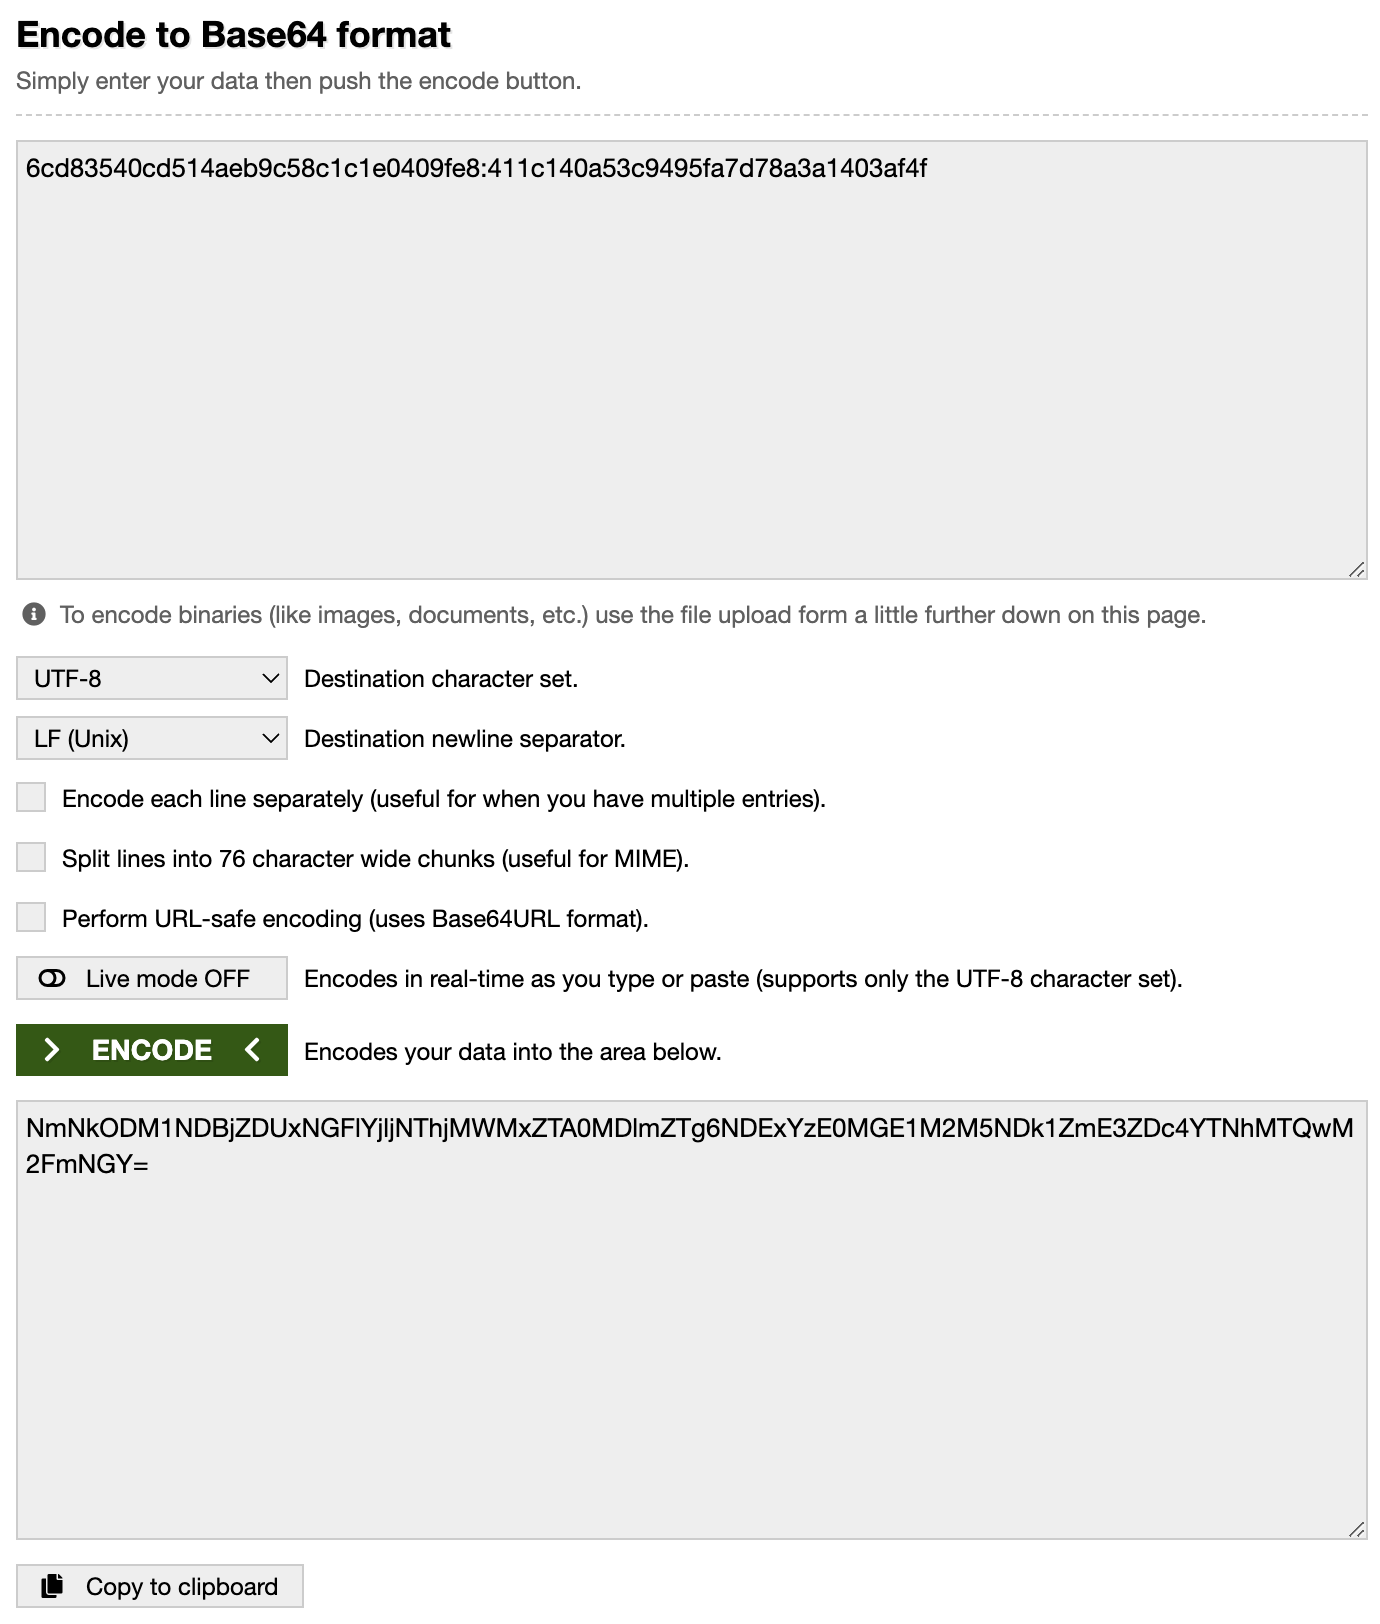 Encode to Base64 format
Simply enter your data then push the encode button.
6cd83540cd514aeb9c58c1c1e0409fe8:411c140a53c9495fa7d78a3a1403af4f
To encode binaries (like images, documents, etc.) use the file upload form a little further down on this page.
UTF-8 Destination character set.
LF (Unix) Destination newline separator.
Encode each line separately (useful for when you have multiple entries).
Split lines into 76 character wide chunks (useful for MIME).
Perform URL-safe encoding (uses Base64URL format).
Live mode OFF Encodes in real-time as you type or paste (supports only the UTF-8 character set).
> ENCODE < Encodes your data into the area below.
NmNkODM1NDBjZDUxNGFlYjljNThjMWMxZTA0MDlmZTg6NDExYzE0MGE1M2M5NDk1ZmE3ZDc4YTNhMTQwM
2FmNGY=
Copy to clipboard